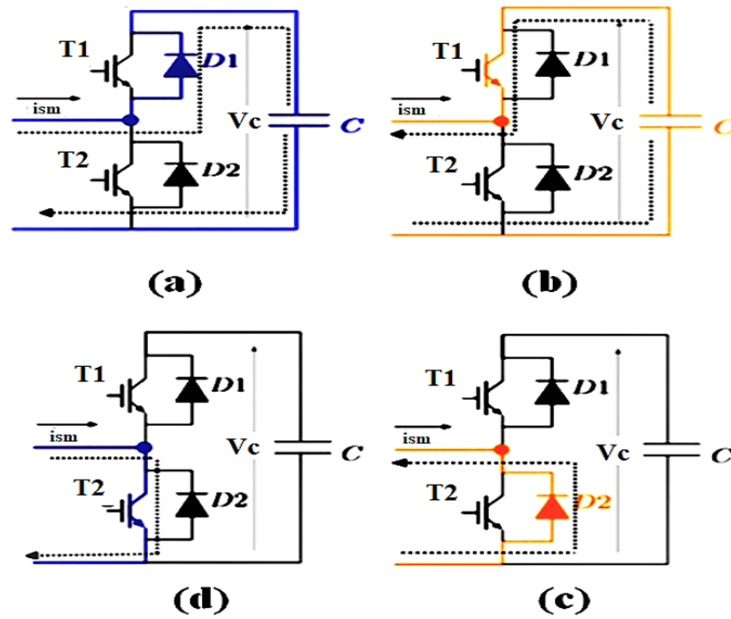 T1
D1
ism
Vc
C
T2
D2
(a)
T1
D1
ism
Vc
C
T2
D2
(b)
T1
D1
ism
Vc
C
T2
D2
(d)
T1
D1
ism
Vc
C
T2
D2
(c)